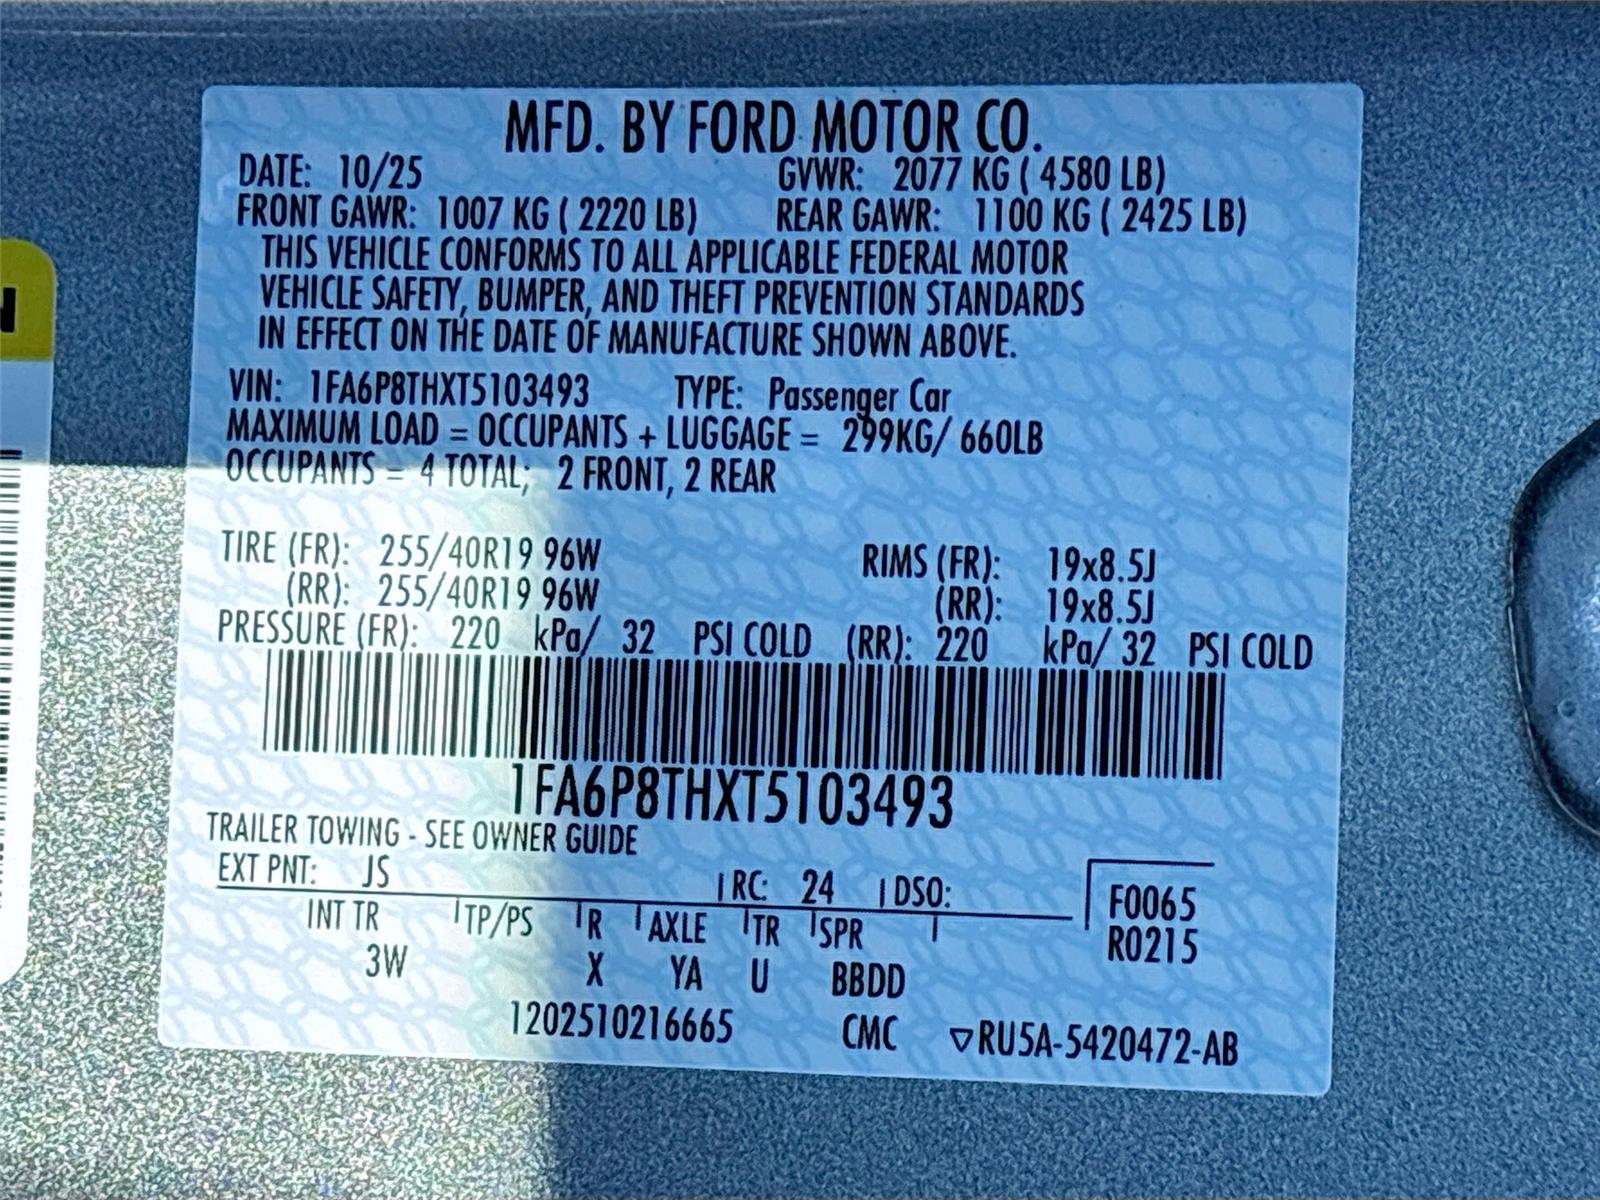 MFD. BY FORD MOTOR CO.
DATE: 10/25 GVWR: 2077 KG ( 4580 LB)
FRONT GAWR: 1007 KG ( 2220 LB) REAR GAWR: 1100 KG ( 2425 LB)
THIS VEHICLE CONFORMS TO ALL APPLICABLE FEDERAL MOTOR
VEHICLE SAFETY, BUMPER, AND THEFT PREVENTION STANDARDS
IN EFFECT ON THE DATE OF MANUFACTURE SHOWN ABOVE.
VIN: 1FA6P8THXT5103493 TYPE: Passenger Car
MAXIMUM LOAD = OCCUPANTS + LUGGAGE = 299KG/ 660LB
OCCUPANTS = 4 TOTAL; 2 FRONT, 2 REAR
TIRE (FR): 255/40R19 96W RIMS (FR): 19x8.5J
(RR): 255/40R19 96W (RR): 19x8.5J
PRESSURE (FR): 220 kPa/ 32 PSI COLD (RR): 220 kPa/ 32 PSI COLD
1FA6P8THXT5103493
TRAILER TOWING - SEE OWNER GUIDE
EXT PNT: JS RC: 24 DSO: F0065
INT TR TP/PS R AXLE TR SPR R0215
3W X YA U BBDD
1202510216665 CMC ▽RU5A-5420472-AB